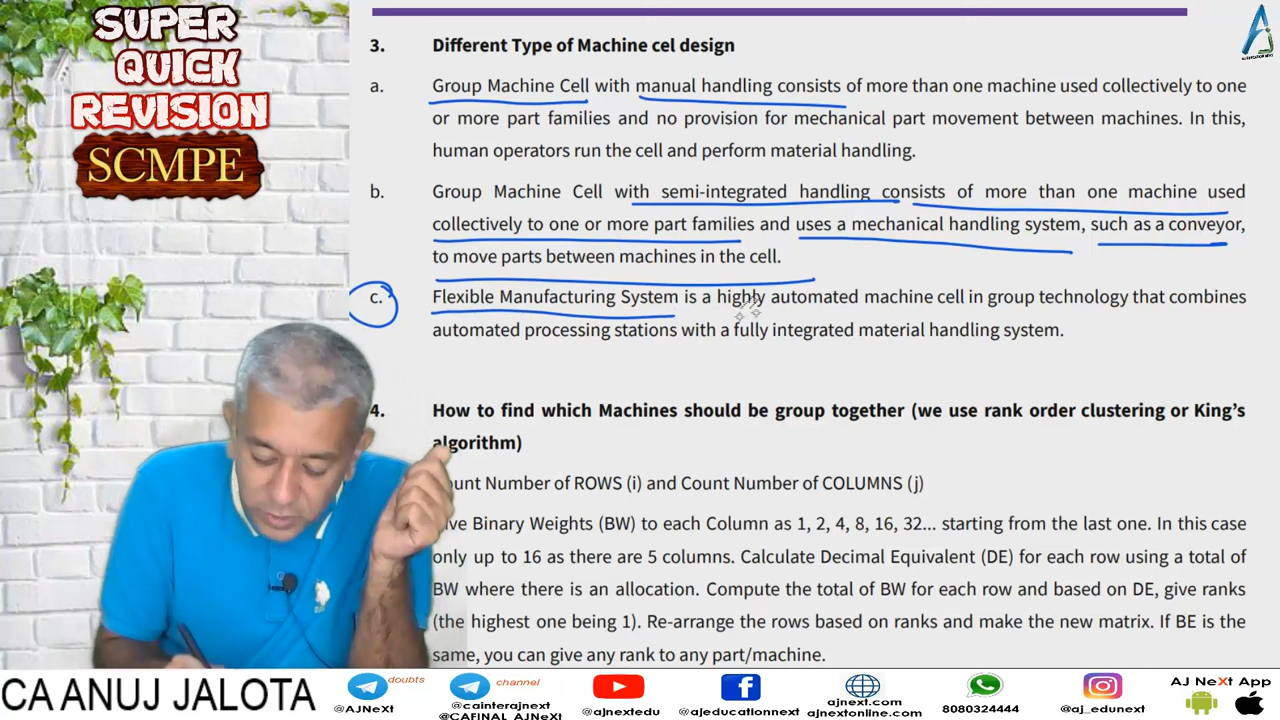 SUPER
QUICK
REVISION
SCMPE
3. Different Type of Machine cel design
a. Group Machine Cell with manual handling consists of more than one machine used collectively to one
or more part families and no provision for mechanical part movement between machines. In this,
human operators run the cell and perform material handling.
b. Group Machine Cell with semi-integrated handling consists of more than one machine used
collectively to one or more part families and uses a mechanical handling system, such as a conveyor,
to move parts between machines in the cell.
c. Flexible Manufacturing System is a highly automated machine cell in group technology that combines
automated processing stations with a fully integrated material handling system.
4. How to find which Machines should be group together (we use rank order clustering or King's
algorithm)
Number of ROWS (i) and Count Number of COLUMNS (j)
Binary Weights (BW) to each Column as 1, 2, 4, 8, 16, 32... starting from the last one. In this case
only up to 16 as there are 5 columns. Calculate Decimal Equivalent (DE) for each row using a total of
BW where there is an allocation. Compute the total of BW for each row and based on DE, give ranks
(the highest one being 1). Re-arrange the rows based on ranks and make the new matrix. If BE is the
same, you can give any rank to any part/machine.
CA ANUJ JALOTA
doubts
@AJNeXt
channel
@cainterajnext
@CAFINAL_AJNeXt
@ajnextedu
@ajeducationnext
ajnext.com
ajnextonline.com
8080324444
@aj_edunext
AJ NeXt App